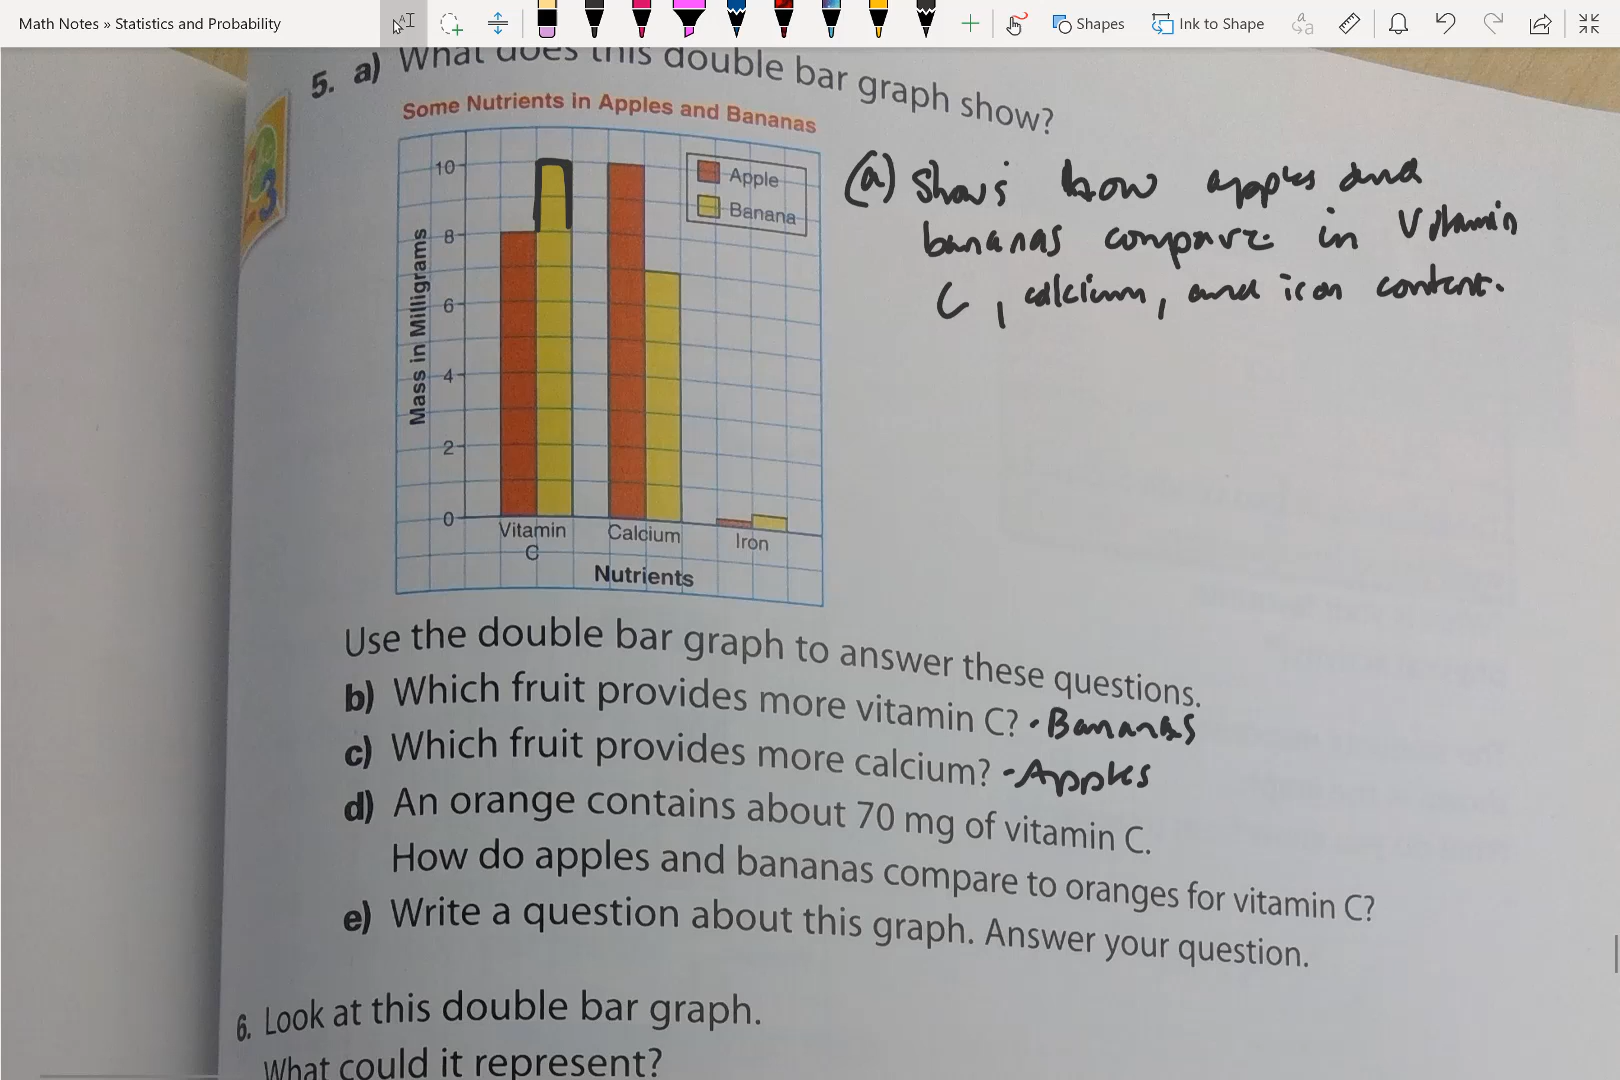 Math Notes » Statistics and Probability
Shapes
Ink to Shape
5. a) What does this double bar graph show?
Some Nutrients in Apples and Bananas
Mass in Milligrams
10
8
6
4
2
0
Apple
Banana
Vitamin
C
Calcium
Iron
Nutrients
(a) Shows how apples and
bananas compare in Vitamin
C, calcium, and iron content.
Use the double bar graph to answer these questions.
b) Which fruit provides more vitamin C? • Bananas
c) Which fruit provides more calcium? - Apples
d) An orange contains about 70 mg of vitamin C.
How do apples and bananas compare to oranges for vitamin C?
e) Write a question about this graph. Answer your question.
6. Look at this double bar graph.
What could it represent?